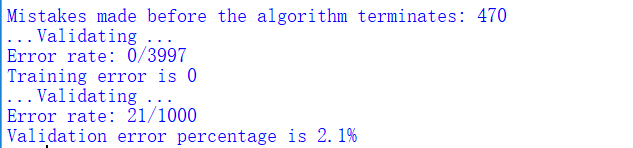 Mistakes made before the algorithm terminates: 470
...Validating ...
Error rate: 0/3997
Training error is 0
...Validating ...
Error rate: 21/1000
Validation error percentage is 2.1%